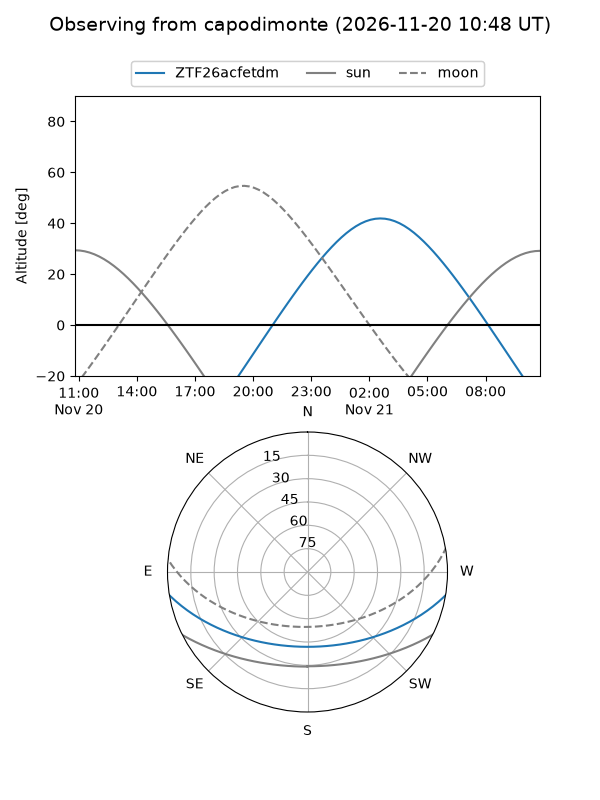 Observing from capodimonte (2026-11-20 10:48 UT)
ZTF26acfetdm sun moon
Altitude [deg]
80
60
40
20
0
−20
11:00 14:00 17:00 20:00 23:00 02:00 05:00 08:00
Nov 20 Nov 21
N
NE NW
15
30
45
60
75
E W
SE SW
S